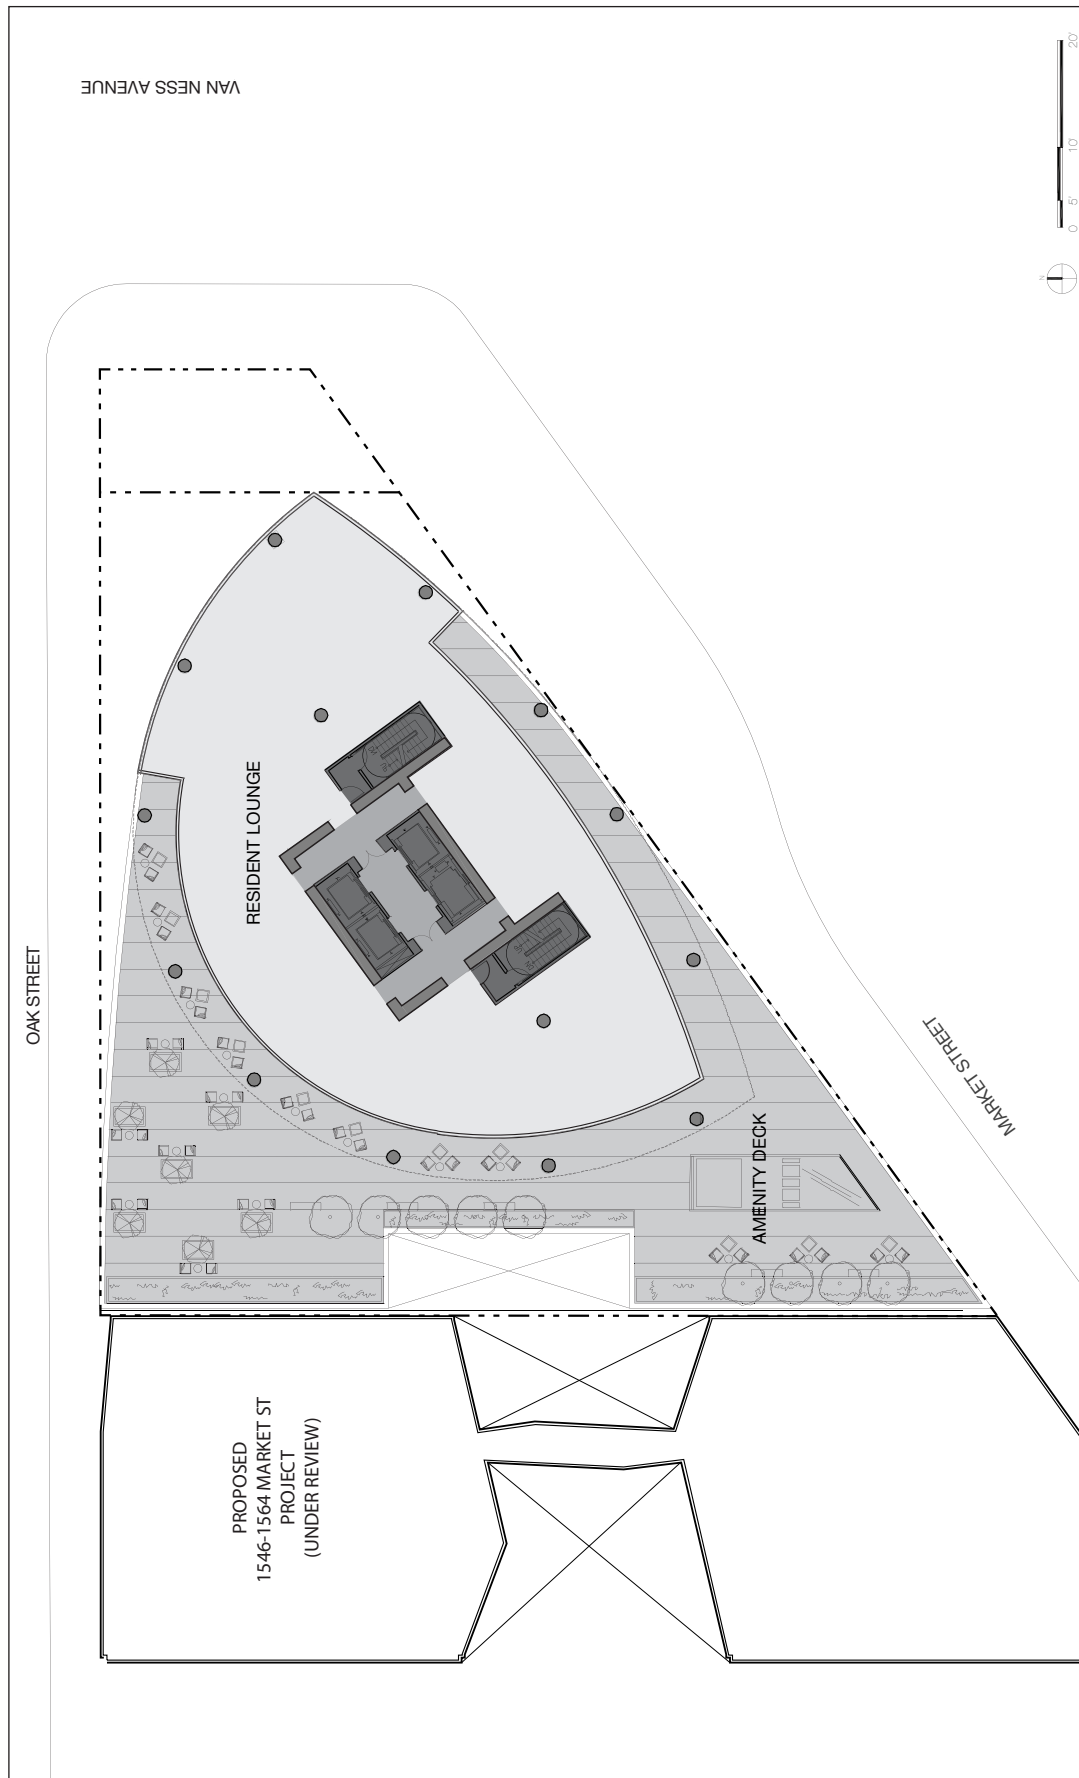 VAN NESS AVENUE
20'
10'
5'
0
N
RESIDENT LOUNGE
OAK STREET
MARKET STREET
AMENITY DECK
PROPOSED
1546-1564 MARKET ST
PROJECT
(UNDER REVIEW)